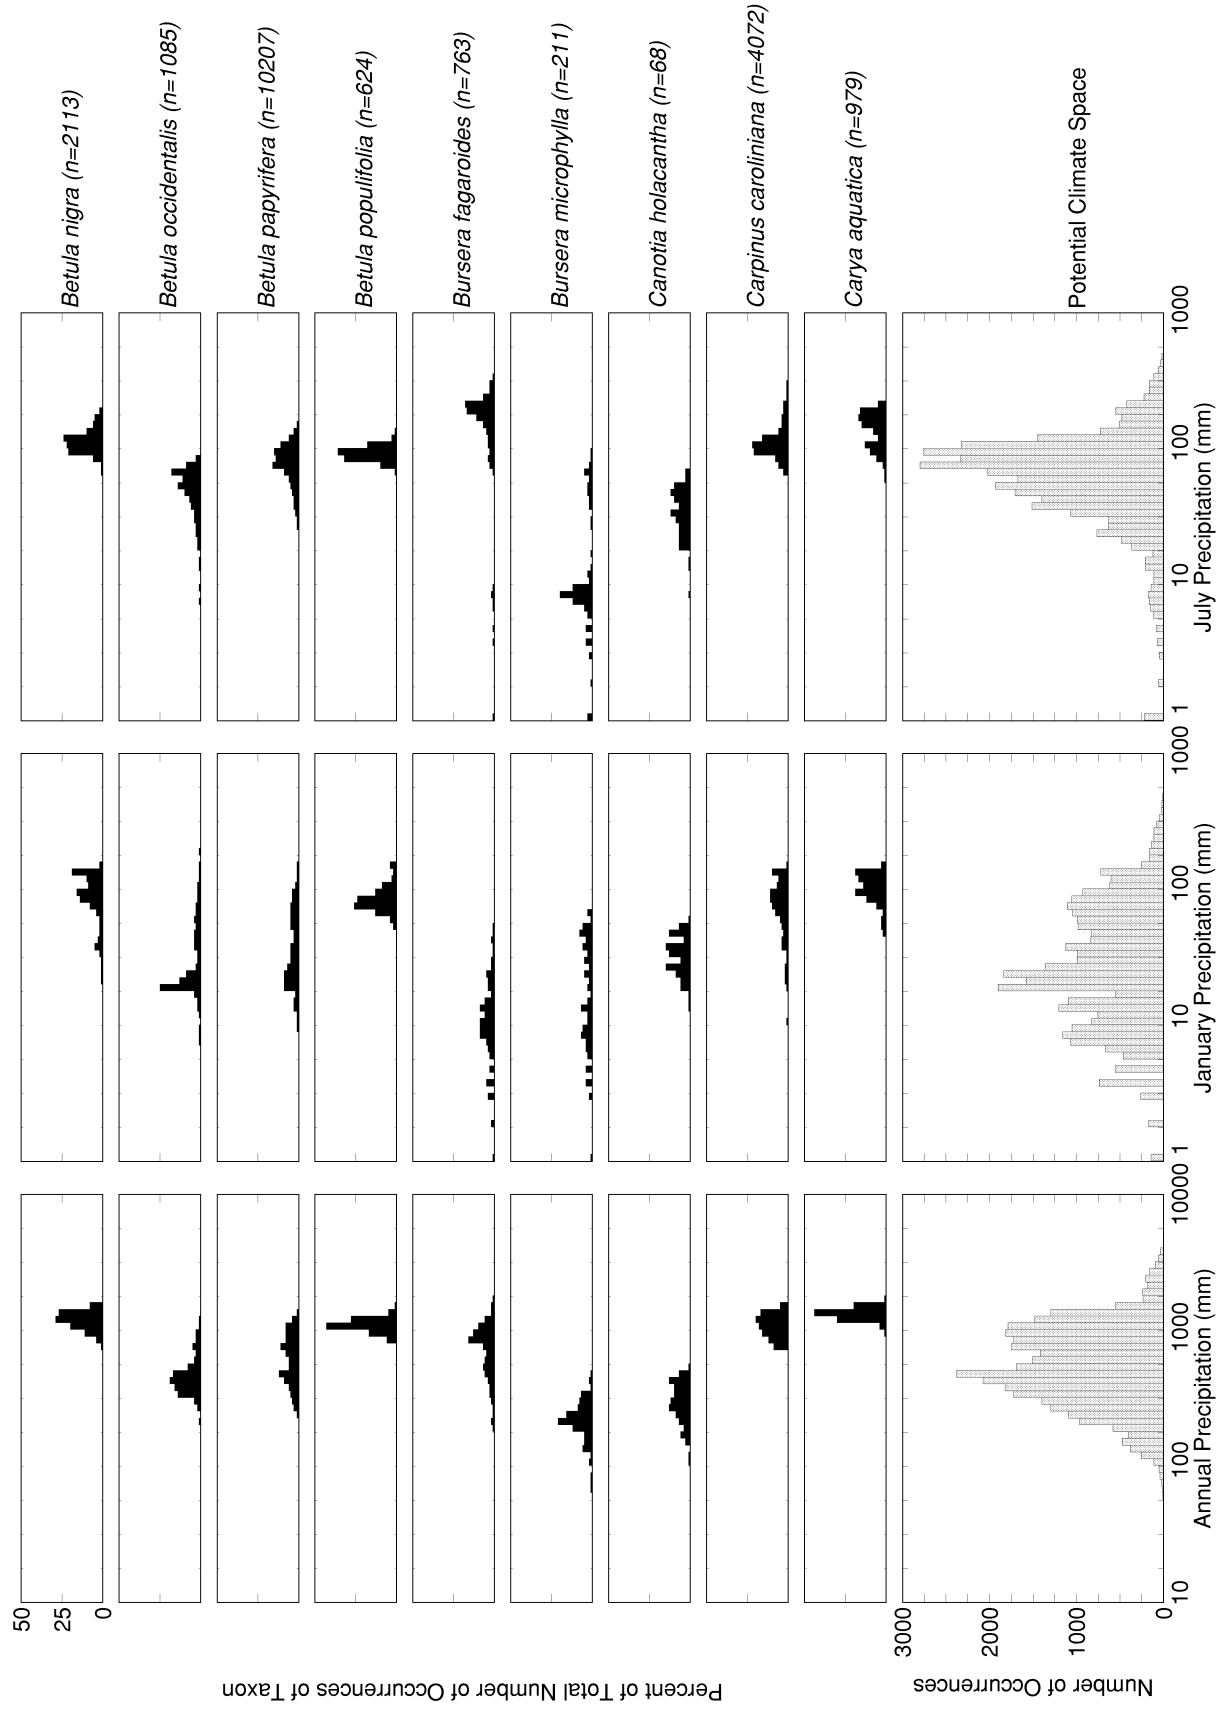 50
25
0
Betula nigra (n=2113)
Betula occidentalis (n=1085)
Betula papyrifera (n=10207)
Betula populifolia (n=624)
Bursera fagaroides (n=763)
Bursera microphylla (n=211)
Canotia holacantha (n=68)
Carpinus caroliniana (n=4072)
Carya aquatica (n=979)
Percent of Total Number of Occurrences of Taxon
3000
2000
1000
0
Number of Occurrences
Potential Climate Space
10 100 1000 10000
Annual Precipitation (mm)
1 10 100 1000
January Precipitation (mm)
1 10 100 1000
July Precipitation (mm)